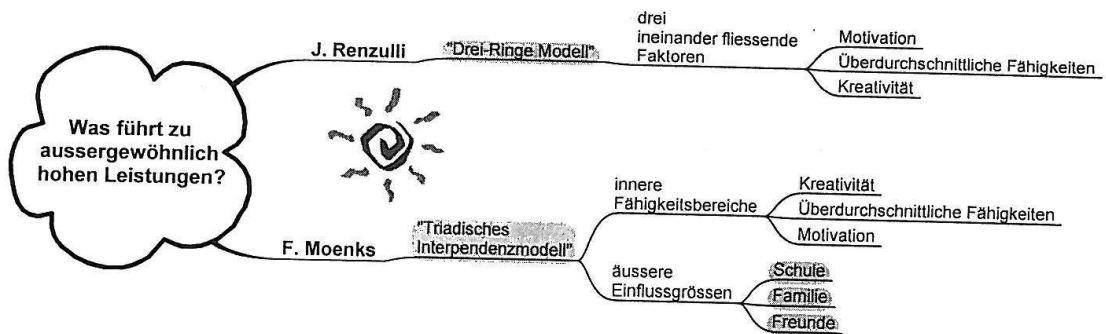 Was führt zu
aussergewöhnlich
hohen Leistungen?
J. Renzulli
"Drei-Ringe Modell"
drei
ineinander fliessende
Faktoren
Motivation
Überdurchschnittliche Fähigkeiten
Kreativität
F. Moenks
"Triadisches
Interpendenzmodell"
innere
Fähigkeitsbereiche
Kreativität
Überdurchschnittliche Fähigkeiten
Motivation
äussere
Einflussgrössen
Schule
Familie
Freunde